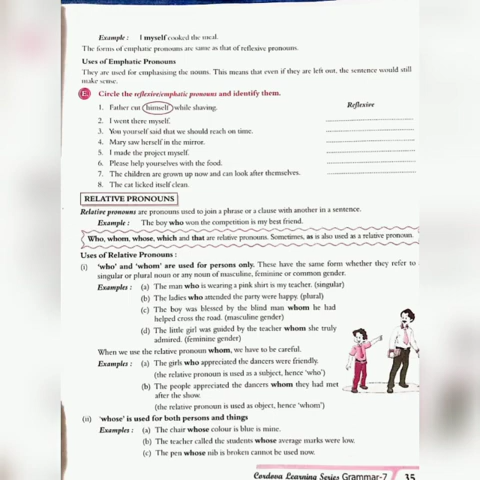 Example : I myself cooked the meal.
The forms of emphatic pronouns are same as that of reflexive pronouns.
Uses of Emphatic Pronouns
They are used for emphasising the nouns. This means that even if they are left out, the sentence would still
make sense.
E. Circle the reflexive/emphatic pronouns and identify them.
1. Father cut himself while shaving. Reflexive
2. I went there myself.
3. You yourself said that we should reach on time.
4. Mary saw herself in the mirror.
5. I made the project myself.
6. Please help yourselves with the food.
7. The children are grown up now and can look after themselves.
8. The cat licked itself clean.
RELATIVE PRONOUNS
Relative pronouns are pronouns used to join a phrase or a clause with another in a sentence.
Example : The boy who won the competition is my best friend.
Who, whom, whose, which and that are relative pronouns. Sometimes, as is also used as a relative pronoun.
Uses of Relative Pronouns :
(i) 'who' and 'whom' are used for persons only. These have the same form whether they refer to
singular or plural noun or any noun of masculine, feminine or common gender.
Examples : (a) The man who is wearing a pink shirt is my teacher. (singular)
(b) The ladies who attended the party were happy. (plural)
(c) The boy was blessed by the blind man whom he had
helped cross the road. (masculine gender)
(d) The little girl was guided by the teacher whom she truly
admired. (feminine gender)
When we use the relative pronoun whom, we have to be careful.
Examples : (a) The girls who appreciated the dancers were friendly.
(the relative pronoun is used as a subject, hence 'who')
(b) The people appreciated the dancers whom they had met
after the show.
(the relative pronoun is used as object, hence 'whom')
(ii) 'whose' is used for both persons and things
Examples : (a) The chair whose colour is blue is mine.
(b) The teacher called the students whose average marks were low.
(c) The pen whose nib is broken cannot be used now.
Cordova Learning Series Grammar-7 35